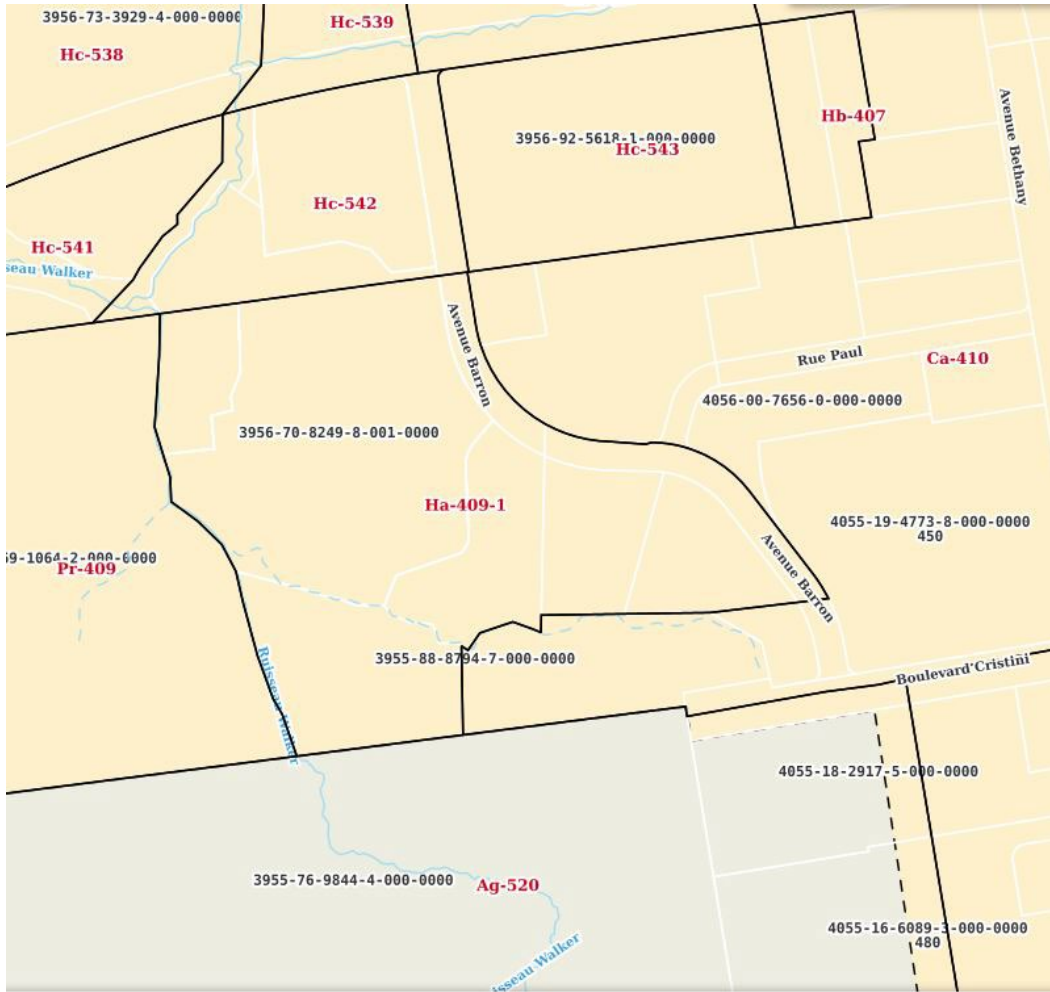 3956-73-3929-4-000-0000
Hc-539
Hc-538
Avenue Bethany
Hb-407
3956-92-5618-1-000-0000
Hc-543
Hc-542
Hc-541
seau Walker
Avenue Barron
Rue Paul
Ca-410
4056-00-7656-0-000-0000
3956-70-8249-8-001-0000
Ha-409-1
4055-19-4773-8-000-0000
450
69-1064-2-000-0000
Pr-409
Avenue Barron
3955-88-8794-7-000-0000
Boulevard Cristini
Ruisseau Walker
4055-18-2917-5-000-0000
3955-76-9844-4-000-0000
Ag-520
4055-16-6089-3-000-0000
480
isseau Walker